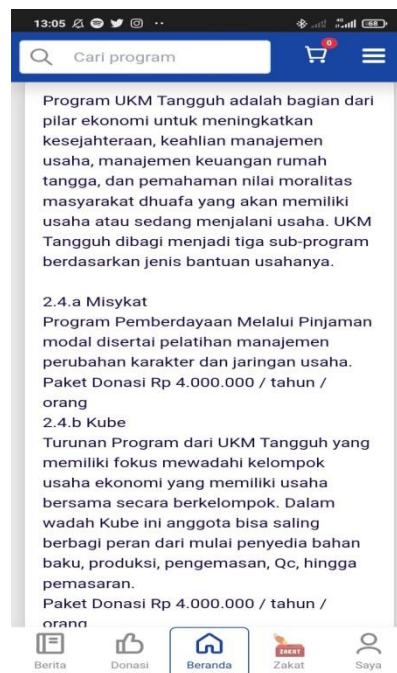 13:05
68
Cari program
0
Program UKM Tangguh adalah bagian dari
pilar ekonomi untuk meningkatkan
kesejahteraan, keahlian manajemen
usaha, manajemen keuangan rumah
tangga, dan pemahaman nilai moralitas
masyarakat dhuafa yang akan memiliki
usaha atau sedang menjalani usaha. UKM
Tangguh dibagi menjadi tiga sub-program
berdasarkan jenis bantuan usahanya.
2.4.a Misykat
Program Pemberdayaan Melalui Pinjaman
modal disertai pelatihan manajemen
perubahan karakter dan jaringan usaha.
Paket Donasi Rp 4.000.000 / tahun /
orang
2.4.b Kube
Turunan Program dari UKM Tangguh yang
memiliki fokus mewadahi kelompok
usaha ekonomi yang memiliki usaha
bersama secara berkelompok. Dalam
wadah Kube ini anggota bisa saling
berbagi peran dari mulai penyedia bahan
baku, produksi, pengemasan, Qc, hingga
pemasaran.
Paket Donasi Rp 4.000.000 / tahun /
orang
ZAKAT
Berita Donasi Beranda Zakat Saya